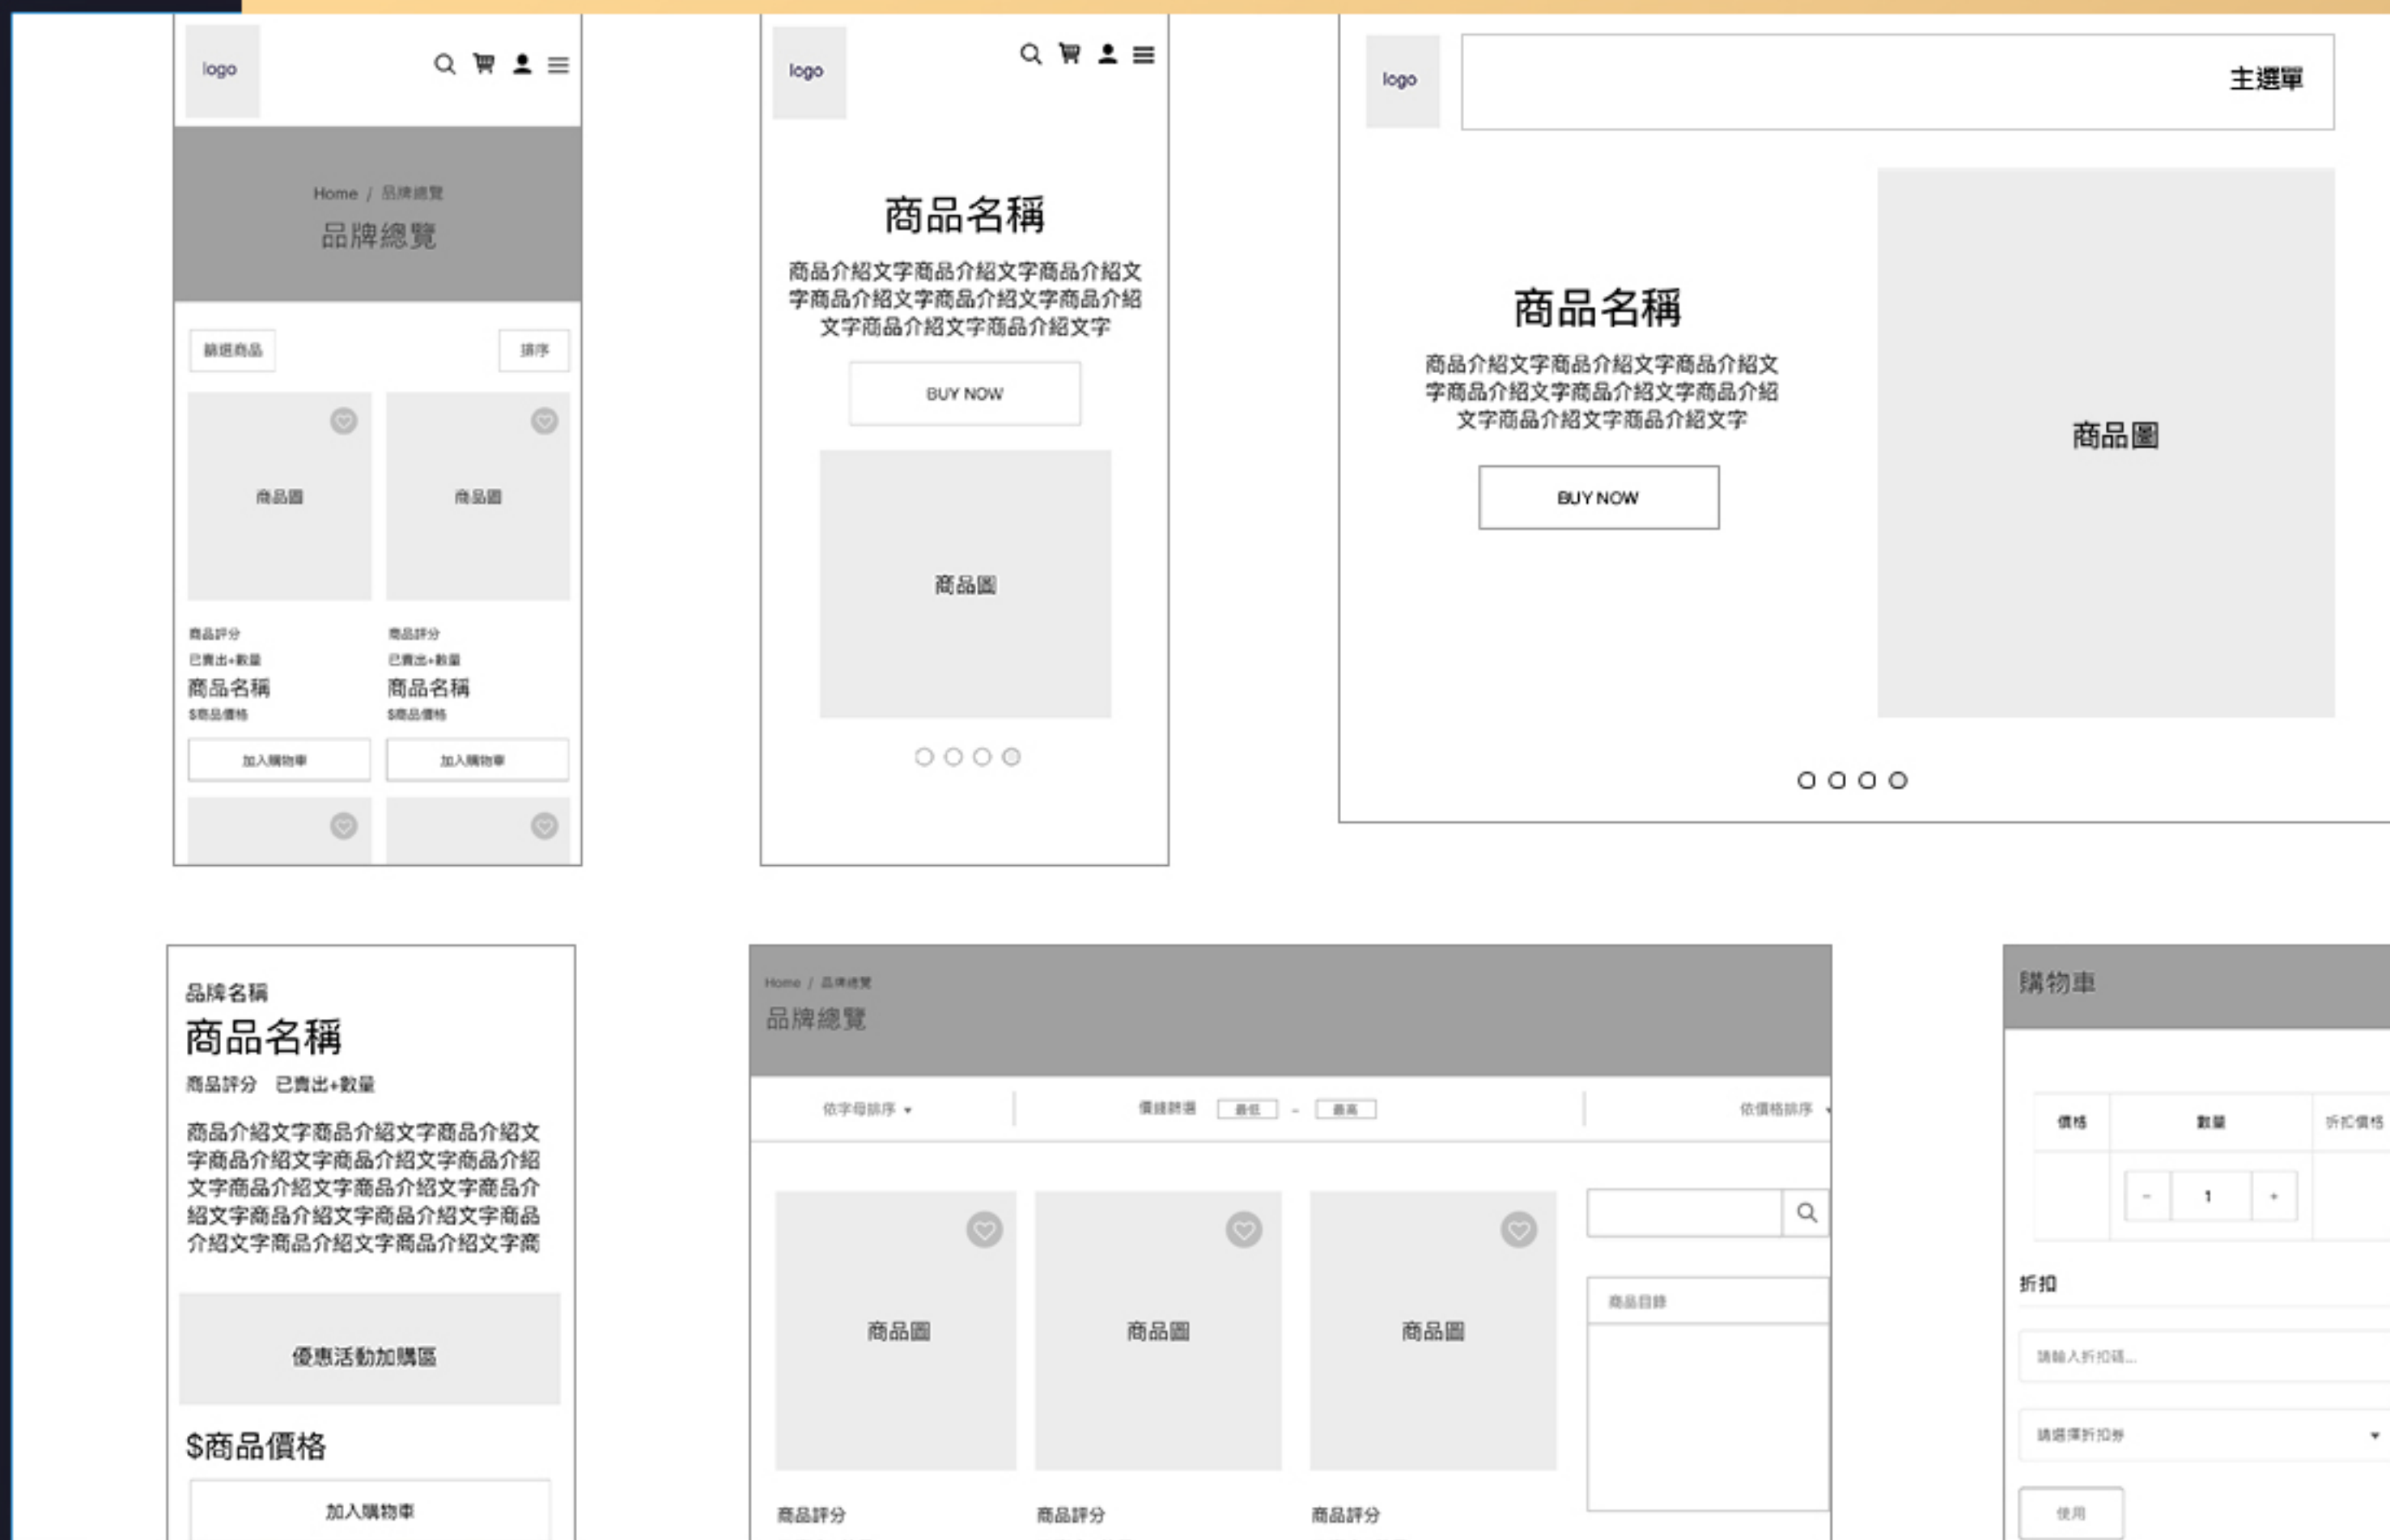 logo
Home / 品牌總覽
品牌總覽
篩選商品
排序
商品圖
商品圖
商品評分
商品評分
已賣出+數量
已賣出+數量
商品名稱
商品名稱
$商品價格
$商品價格
加入購物車
加入購物車
logo
商品名稱
商品介紹文字商品介紹文字商品介紹文
字商品介紹文字商品介紹文字商品介紹
文字商品介紹文字商品介紹文字
BUY NOW
商品圖
logo
主選單
商品名稱
商品介紹文字商品介紹文字商品介紹文
字商品介紹文字商品介紹文字商品介紹
文字商品介紹文字商品介紹文字
BUY NOW
商品圖
品牌名稱
商品名稱
商品評分 已賣出+數量
商品介紹文字商品介紹文字商品介紹文
字商品介紹文字商品介紹文字商品介紹
文字商品介紹文字商品介紹文字商品介
紹文字商品介紹文字商品介紹文字商品
介紹文字商品介紹文字商品介紹文字商
優惠活動加購區
$商品價格
加入購物車
Home / 品牌總覽
品牌總覽
依字母排序
價錢篩選 最低 - 最高
依價格排序
商品圖
商品圖
商品圖
商品目錄
商品評分
商品評分
商品評分
購物車
價格
數量
折扣價格
- 1 +
折扣
請輸入折扣碼...
請選擇折扣券
使用